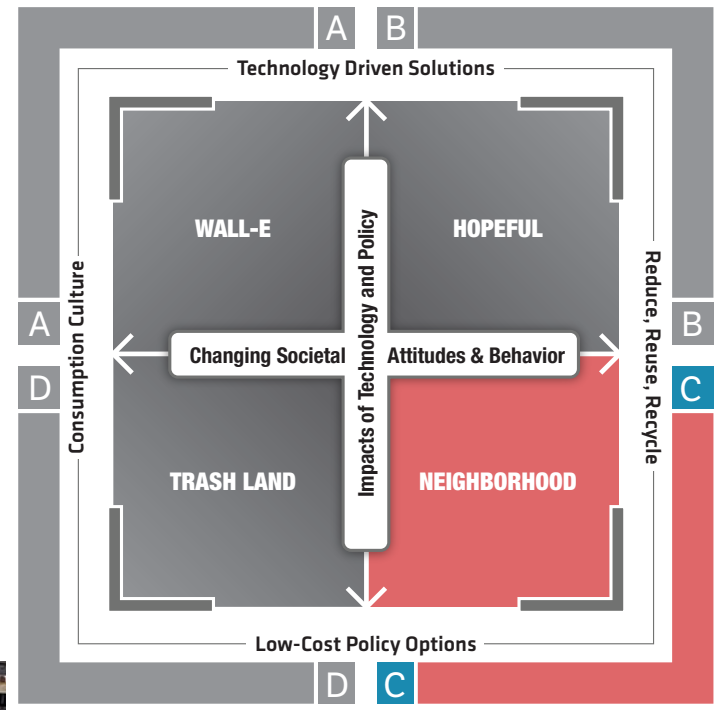 A B
Technology Driven Solutions
WALL-E
HOPEFUL
Impacts of Technology and Policy
Consumption Culture
Reduce, Reuse, Recycle
A
B
Changing Societal Attitudes & Behavior
D
C
TRASH LAND
NEIGHBORHOOD
Low-Cost Policy Options
D C